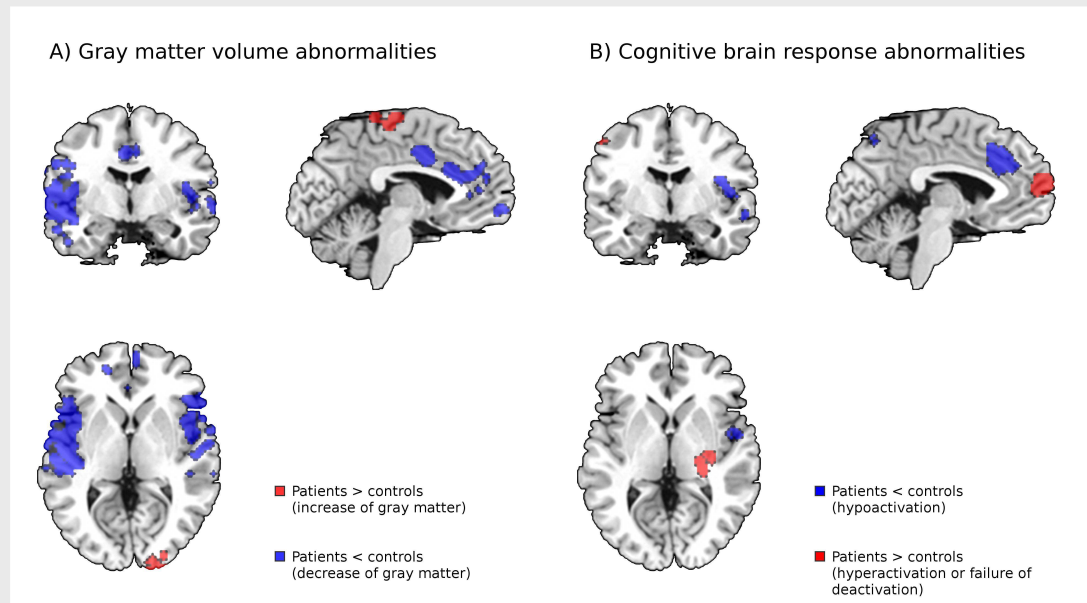 A) Gray matter volume abnormalities
B) Cognitive brain response abnormalities
Patients > controls
(increase of gray matter)
Patients < controls
(decrease of gray matter)
Patients < controls
(hypoactivation)
Patients > controls
(hyperactivation or failure of
deactivation)